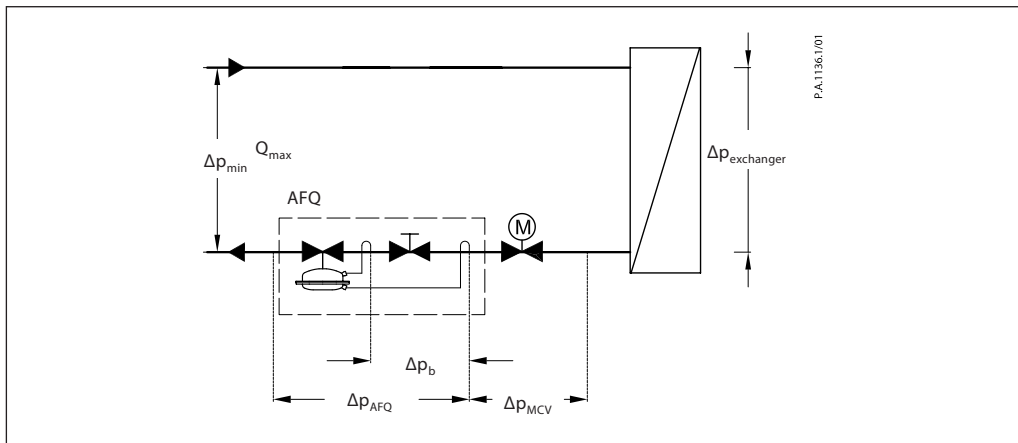 P.A.1136.1/01
Δp_min Q_max
Δp_exchanger
AFQ
M
Δp_b
Δp_AFQ Δp_MCV